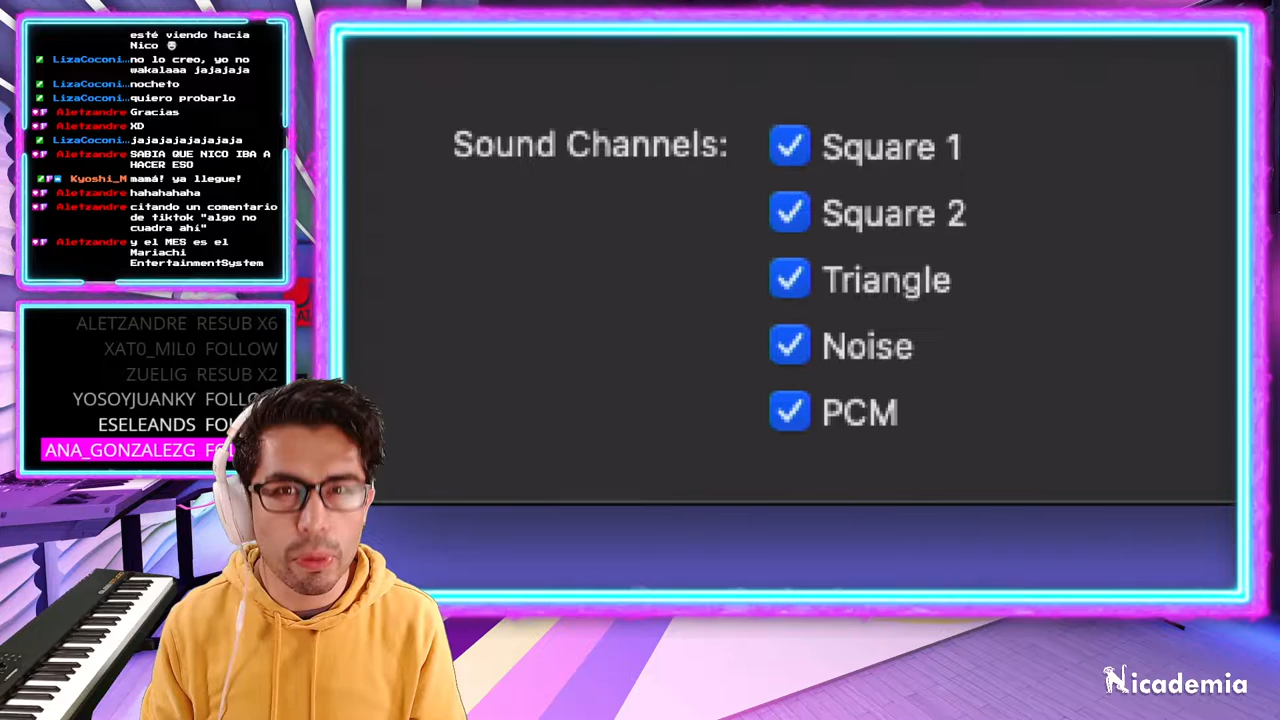 esté viendo hacia
Nico
LizaCoconi… no lo creo, yo no
wakalaaa jajajaja
LizaCoconi… nocheto
LizaCoconi… quiero probarlo
Aletzandre Gracias
Aletzandre XD
LizaCoconi… jajajajajajajaja
Aletzandre SABIA QUE NICO IBA A
HACER ESO
Kyoshi_M mamá! ya llegue!
Aletzandre hahahahaha
Aletzandre citando un comentario
de tiktok "algo no
cuadra ahí"
Aletzandre y el MES es el
Mariachi
EntertainmentSystem
ALETZANDRE RESUB X6
XAT0_MIL0 FOLLOW
ZUELIG RESUB X2
YOSOYJUANKY
ESELEANDS
ANA_GONZALEZG
Sound Channels:
Square 1
Square 2
Triangle
Noise
PCM
Nicademia